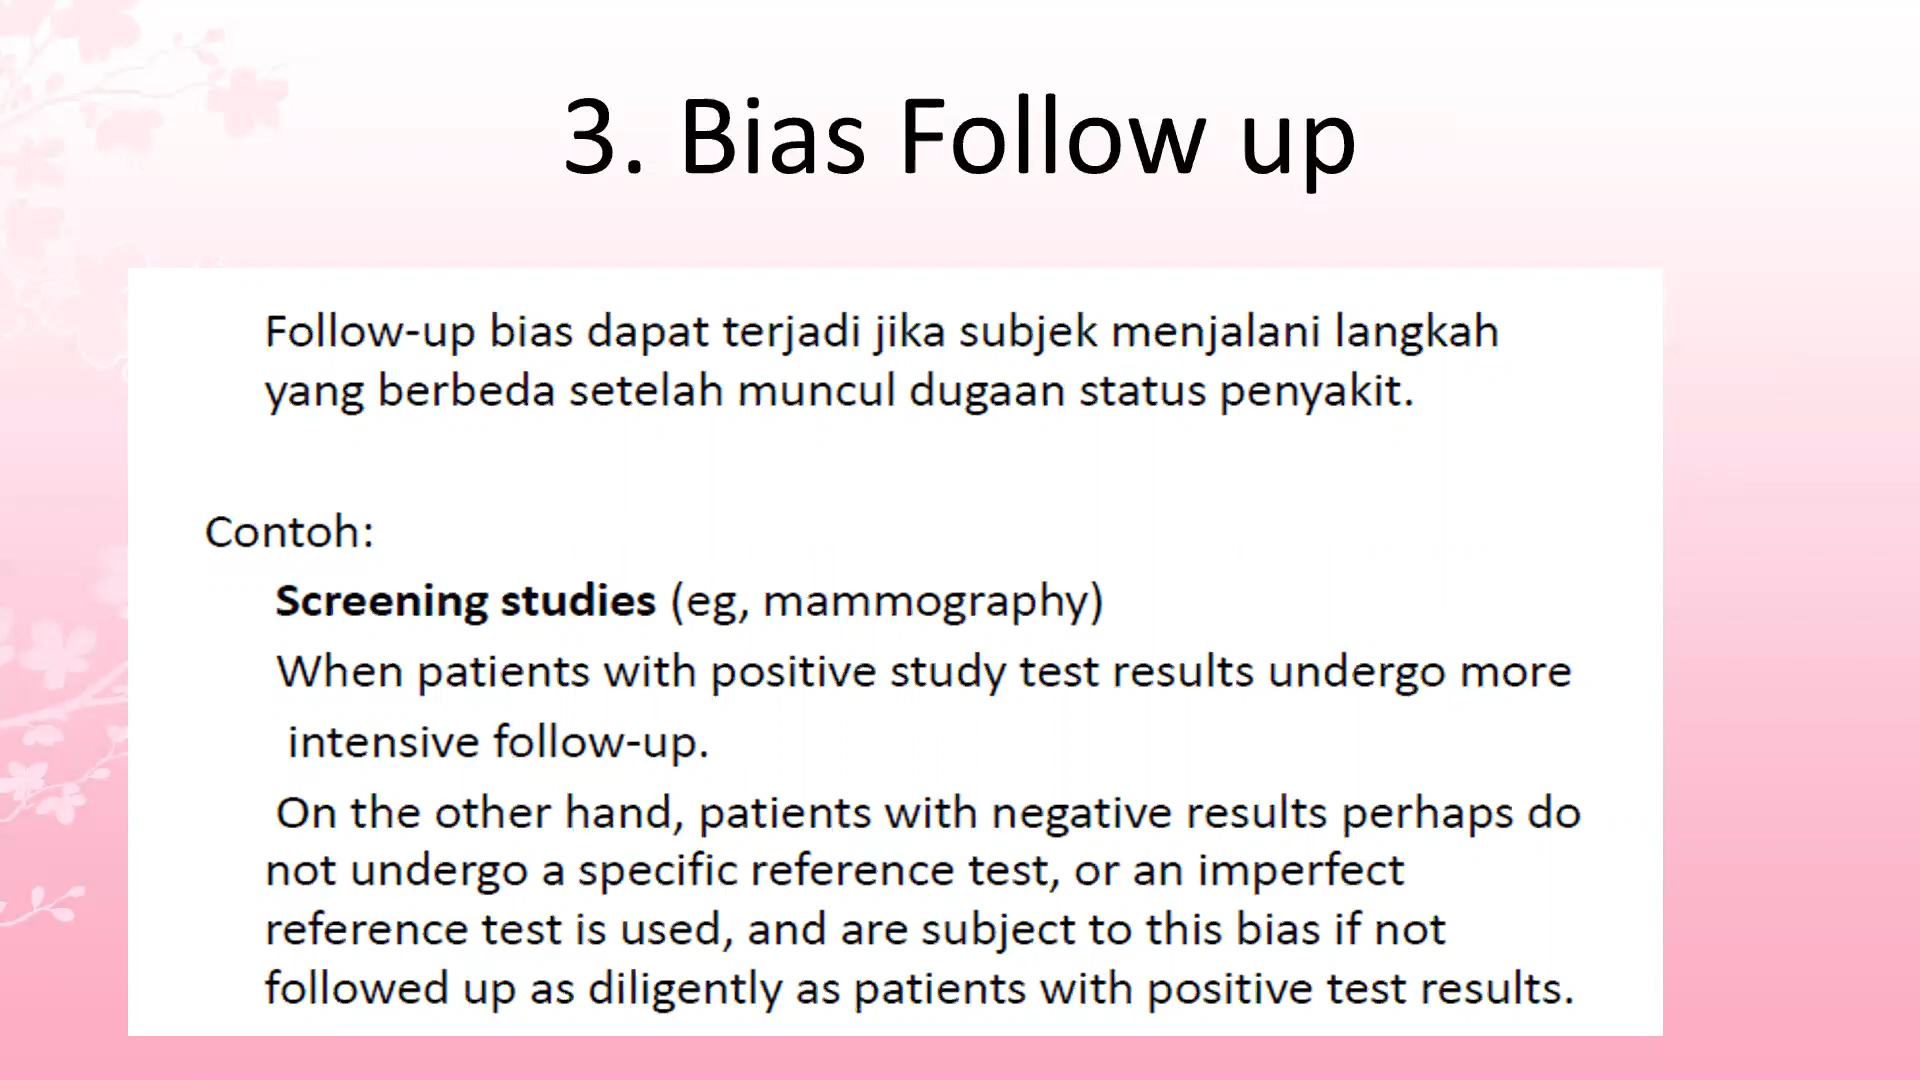 3. Bias Follow up
Follow-up bias dapat terjadi jika subjek menjalani langkah
yang berbeda setelah muncul dugaan status penyakit.
Contoh:
Screening studies (eg, mammography)
When patients with positive study test results undergo more
intensive follow-up.
On the other hand, patients with negative results perhaps do
not undergo a specific reference test, or an imperfect
reference test is used, and are subject to this bias if not
followed up as diligently as patients with positive test results.